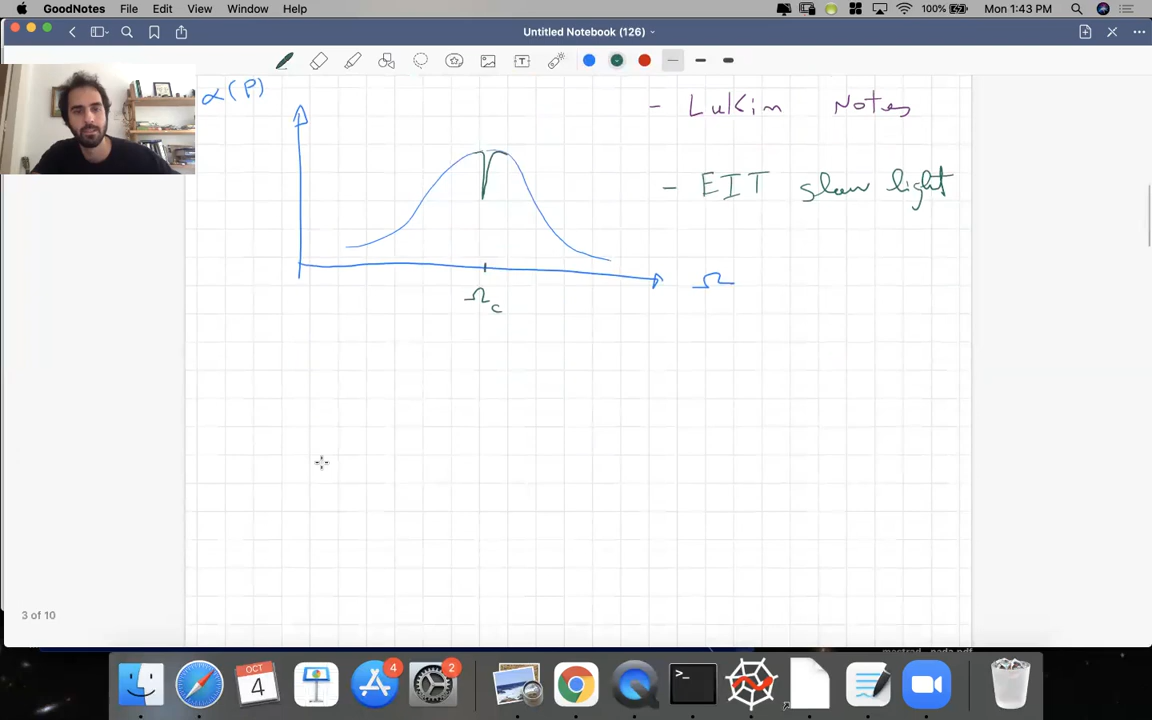 GoodNotes File Edit View Window Help 100% Mon 1:43 PM
Untitled Notebook (126)
α(P)
- Lukin Notes
- EIT slow light
Ω
Ωc
3 of 10
OCT
4
4
2